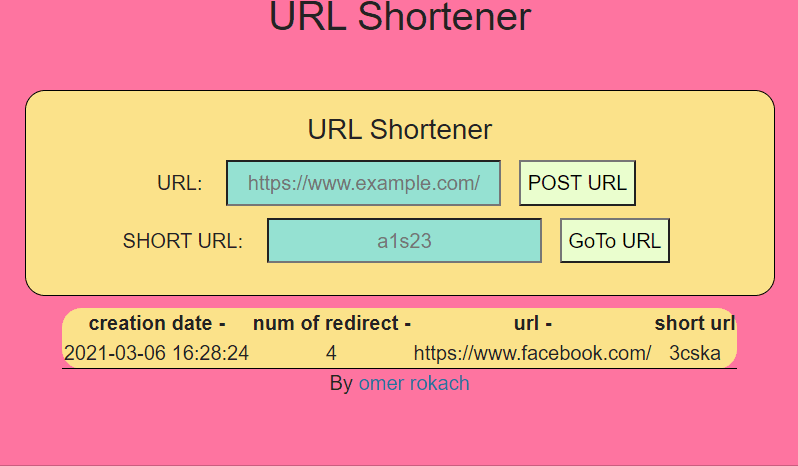 URL Shortener
URL Shortener
URL: https://www.example.com/ POST URL
SHORT URL: a1s23 GoTo URL
creation date - num of redirect - url - short url
2021-03-06 16:28:24 4 https://www.facebook.com/ 3cska
By omer rokach